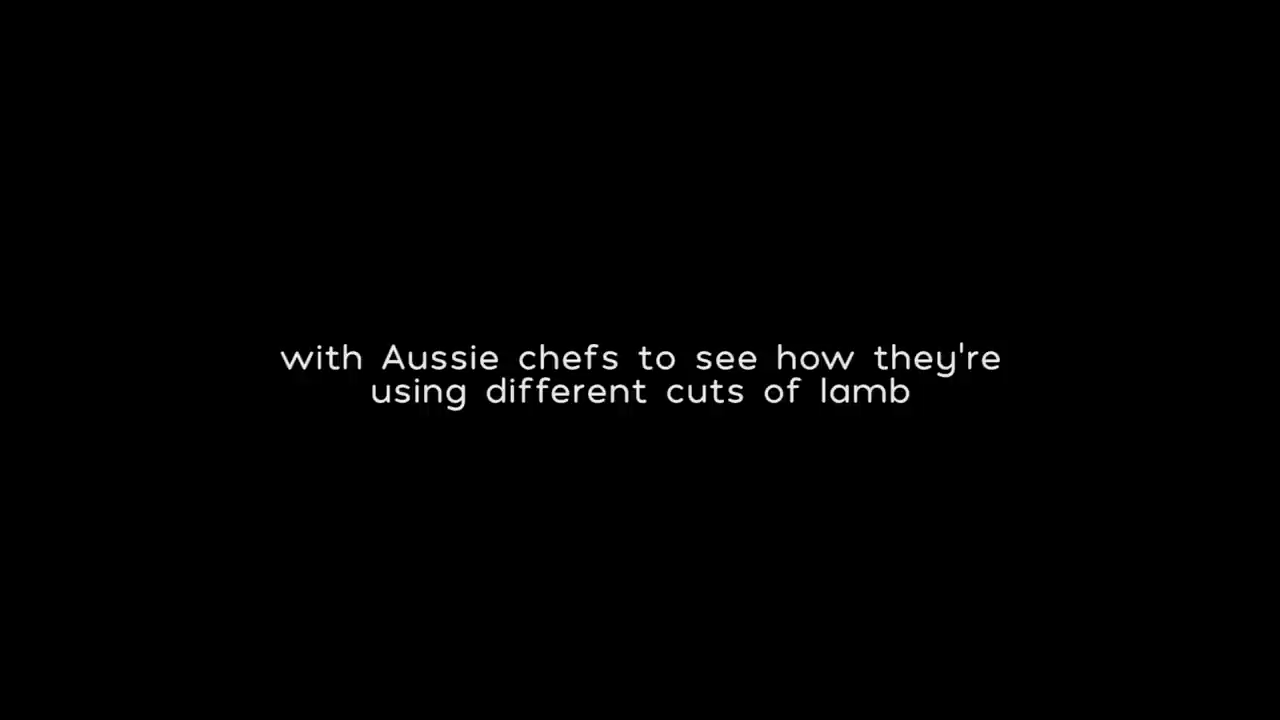 with Aussie chefs to see how they're
using different cuts of lamb